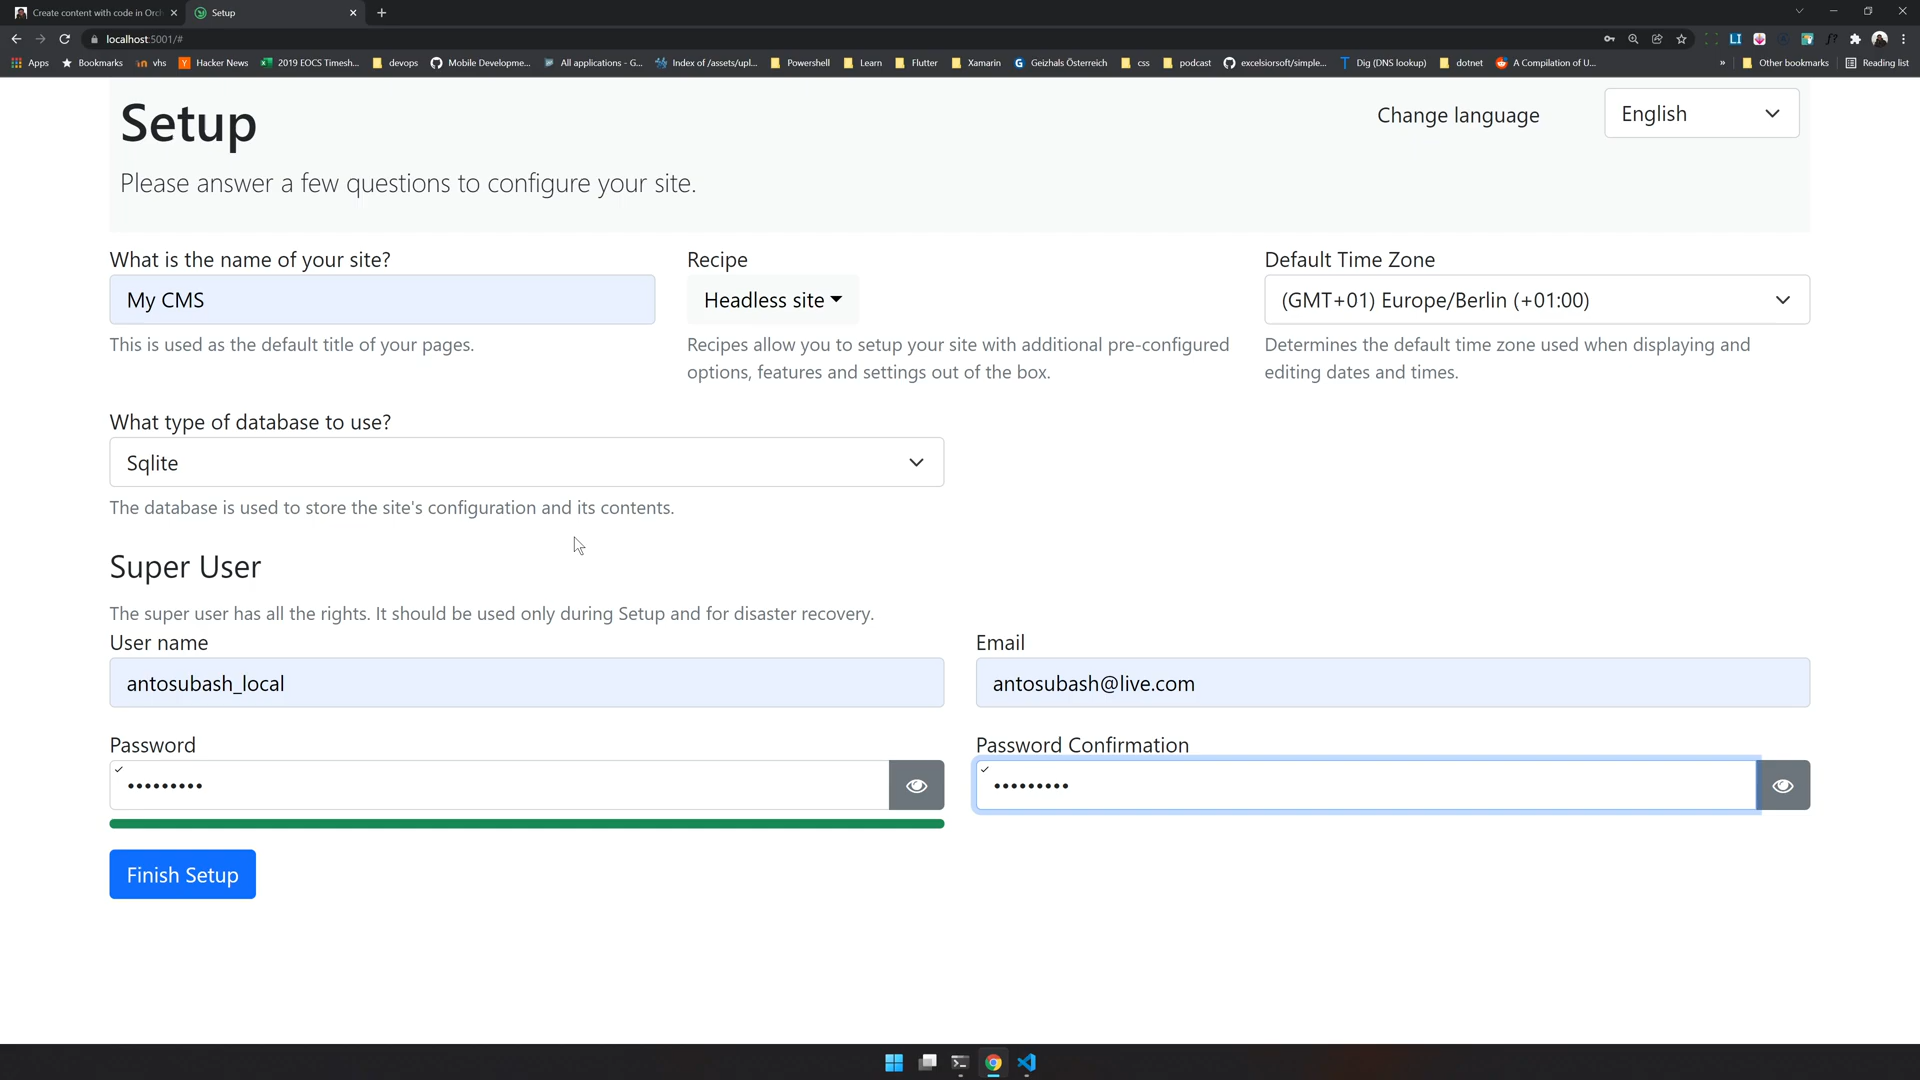 Create content with code in Orch
Setup
localhost:5001/#
Apps
Bookmarks
vhs
Hacker News
2019 EOCS Timesh...
devops
Mobile Developme...
All applications - G...
Index of /assets/upl...
Powershell
Learn
Flutter
Xamarin
Geizhals Österreich
css
podcast
excelsiorsoft/simple...
Dig (DNS lookup)
dotnet
A Compilation of U...
»
Other bookmarks
Reading list
Setup
Change language
English
Please answer a few questions to configure your site.
What is the name of your site?
Recipe
Default Time Zone
My CMS
Headless site
(GMT+01) Europe/Berlin (+01:00)
This is used as the default title of your pages.
Recipes allow you to setup your site with additional pre-configured
options, features and settings out of the box.
Determines the default time zone used when displaying and
editing dates and times.
What type of database to use?
Sqlite
The database is used to store the site's configuration and its contents.
Super User
The super user has all the rights. It should be used only during Setup and for disaster recovery.
User name
Email
antosubash_local
antosubash@live.com
Password
Password Confirmation
•••••••••
•••••••••
Finish Setup